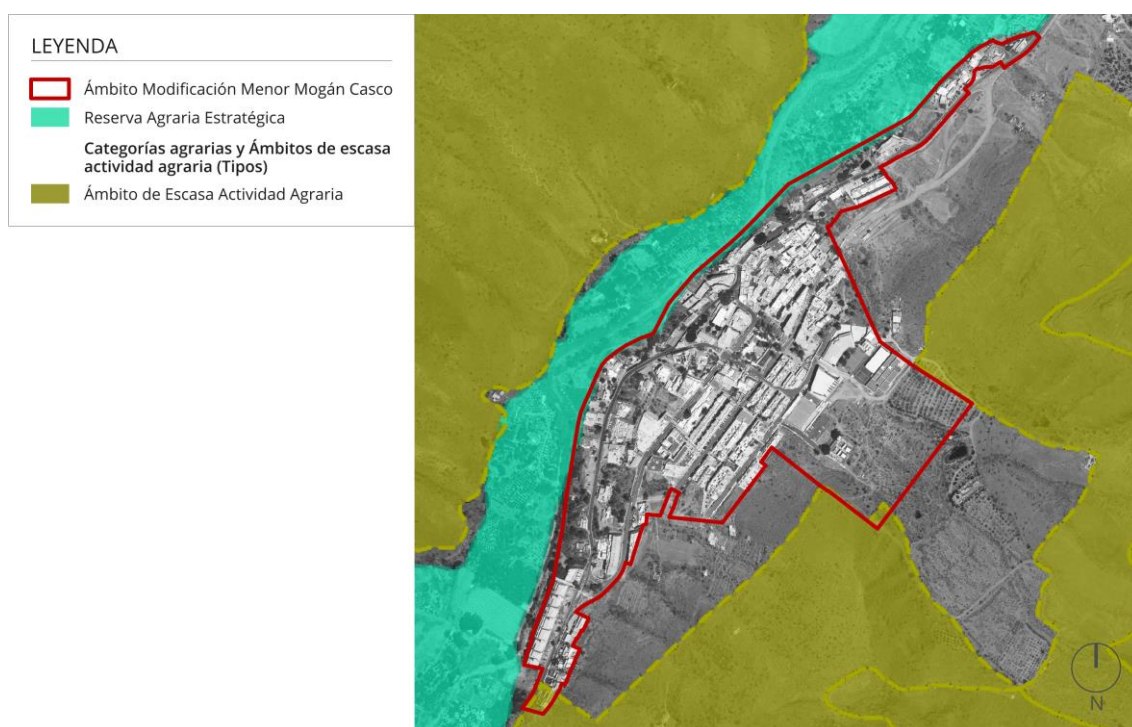 LEYENDA
Ámbito Modificación Menor Mogán Casco
Reserva Agraria Estratégica
Categorías agrarias y Ámbitos de escasa
actividad agraria (Tipos)
Ámbito de Escasa Actividad Agraria
N